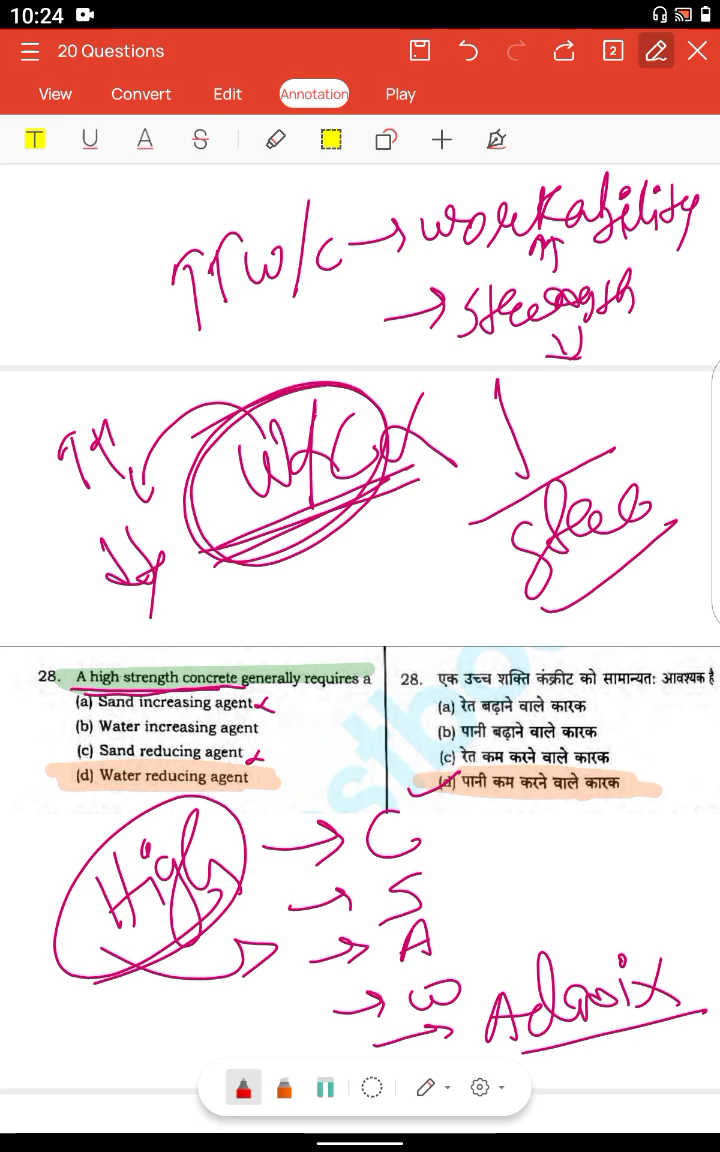 10:24
20 Questions
2
View Convert Edit Annotation Play
T U A S
↑↑ w/c → workability ↑
→ strength ↓
w/c
28. A high strength concrete generally requires a
(a) Sand increasing agent
(b) Water increasing agent
(c) Sand reducing agent
(d) Water reducing agent
28. एक उच्च शक्ति कंक्रीट को सामान्यत: आवश्यक है
(a) रेत बढ़ाने वाले कारक
(b) पानी बढ़ाने वाले कारक
(c) रेत कम करने वाले कारक
(d) पानी कम करने वाले कारक
High → C
→ S
→ A
→ W
→ Admix